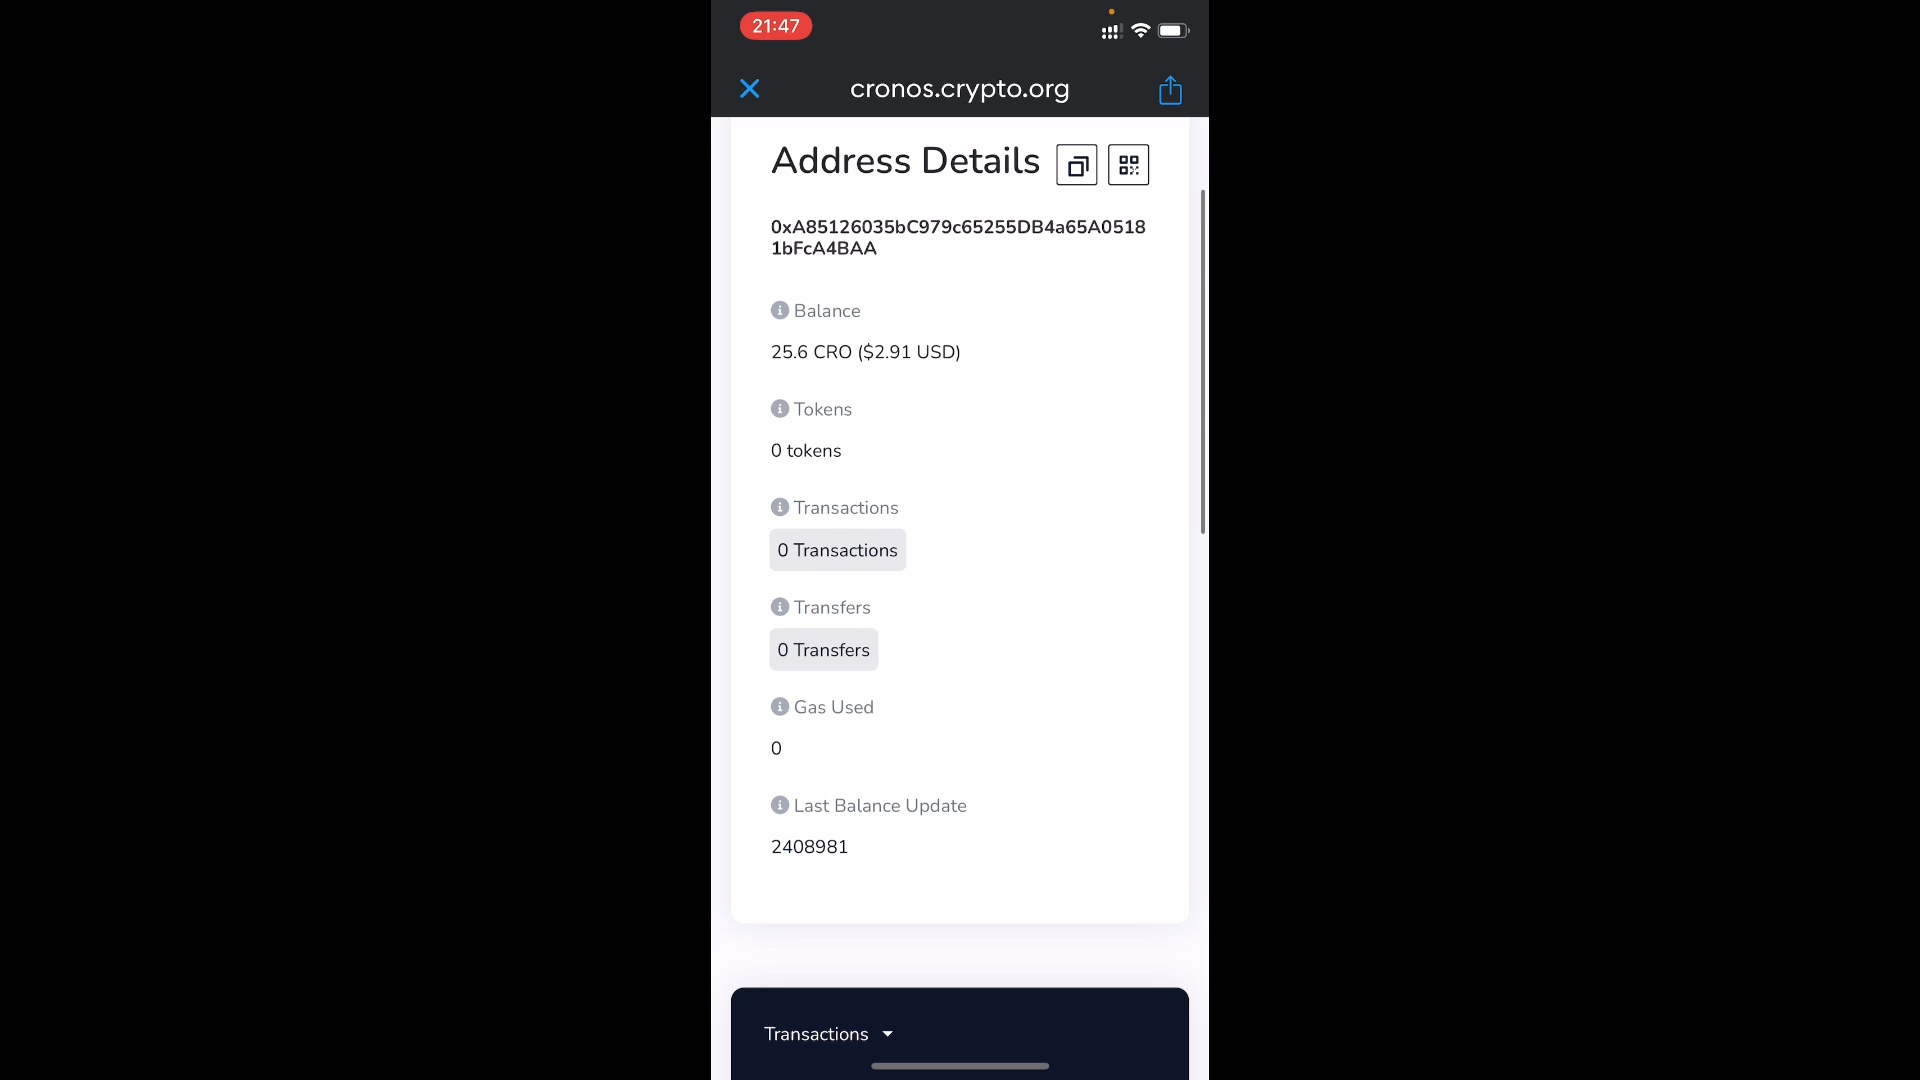 21:47
cronos.crypto.org
Address Details
0xA85126035bC979c65255DB4a65A0518
1bFcA4BAA
Balance
25.6 CRO ($2.91 USD)
Tokens
0 tokens
Transactions
0 Transactions
Transfers
0 Transfers
Gas Used
0
Last Balance Update
2408981
Transactions